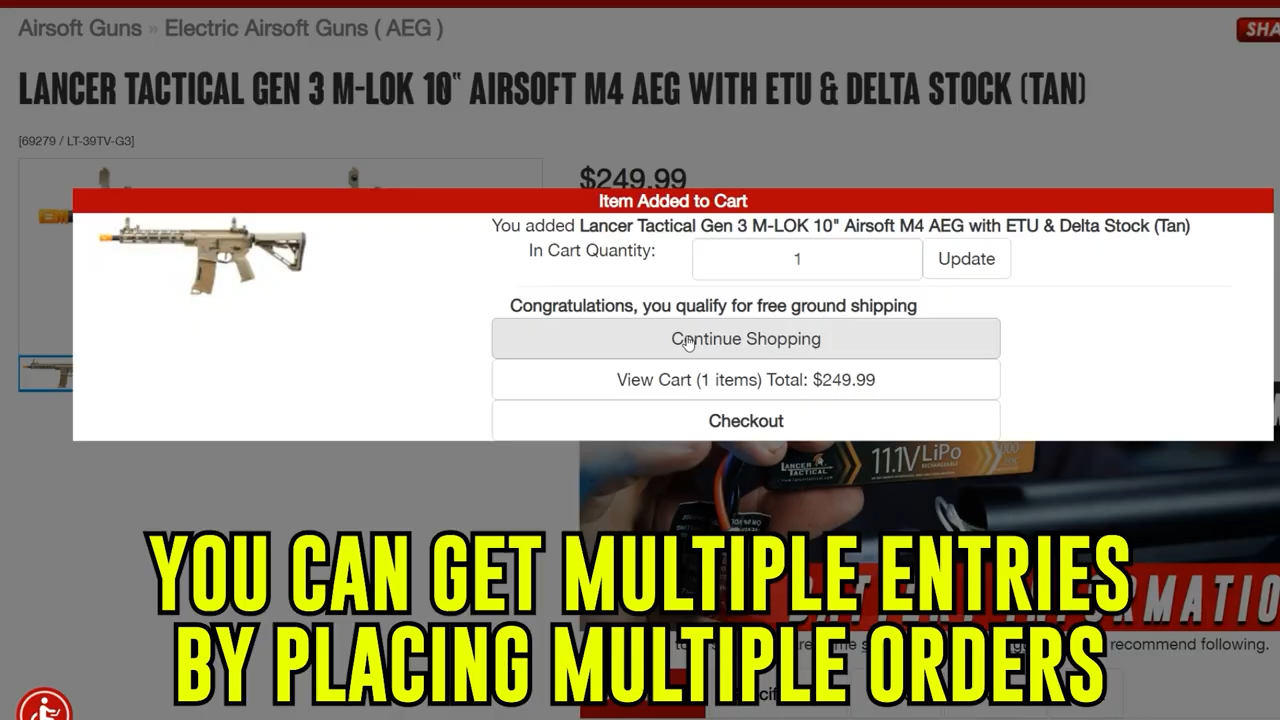 Airsoft Guns » Electric Airsoft Guns ( AEG )
SHA
LANCER TACTICAL GEN 3 M-LOK 10" AIRSOFT M4 AEG WITH ETU & DELTA STOCK (TAN)
[69279 / LT-39TV-G3]
$249.99
Item Added to Cart
You added Lancer Tactical Gen 3 M-LOK 10" Airsoft M4 AEG with ETU & Delta Stock (Tan)
In Cart Quantity: 1 Update
Congratulations, you qualify for free ground shipping
Continue Shopping
View Cart (1 items) Total: $249.99
Checkout
LANCER TACTICAL 11.1V LiPo
RECHARGEABLE
YOU CAN GET MULTIPLE ENTRIES
BY PLACING MULTIPLE ORDERS
recommend following.